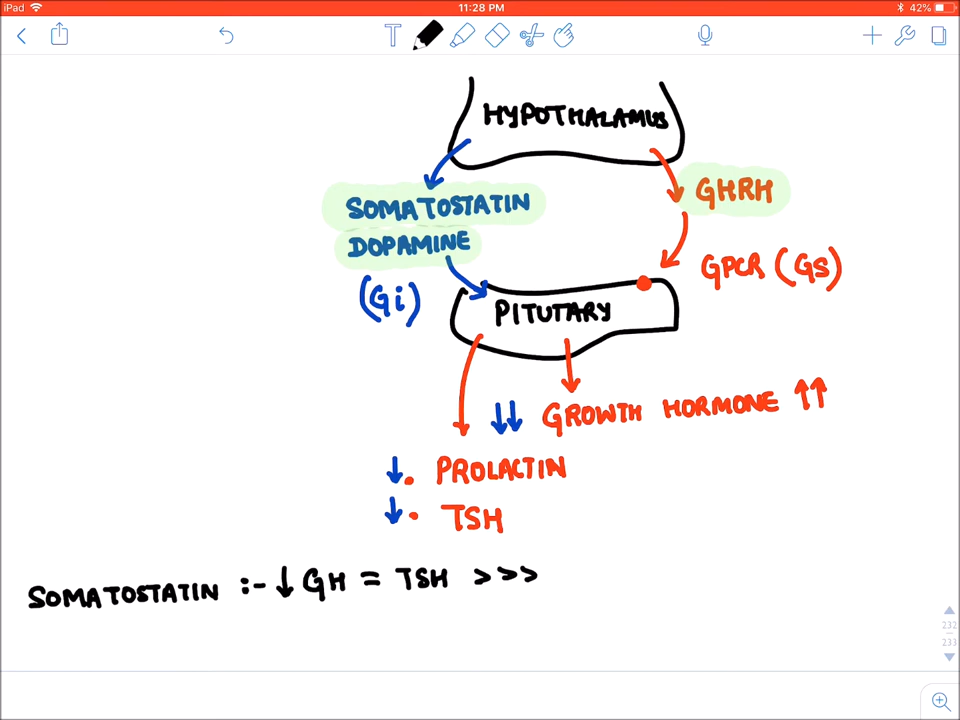 iPad 11:28 PM 42%
T
HYPOTHALAMUS
SOMATOSTATIN
GHRH
DOPAMINE
GPCR (Gs)
(Gi)
PITUTARY
↓↓ GROWTH HORMONE ↑↑
↓• PROLACTIN
↓• TSH
SOMATOSTATIN :- ↓ GH = TSH >>>
232
233